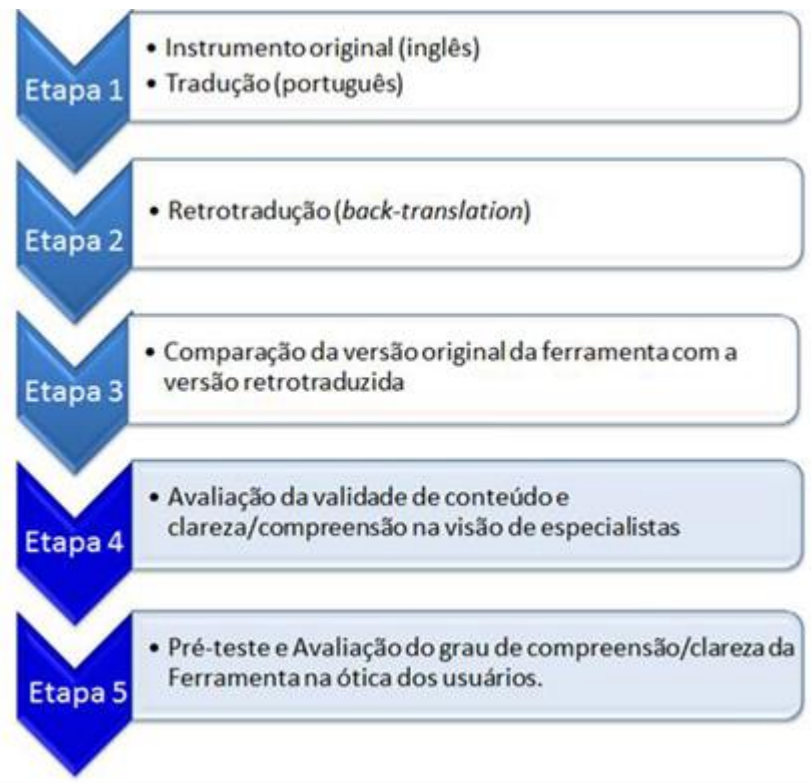 Etapa 1
• Instrumento original (inglês)
• Tradução (português)
Etapa 2
• Retrotradução (back-translation)
Etapa 3
• Comparação da versão original da ferramenta com a
versão retrotraduzida
Etapa 4
• Avaliação da validade de conteúdo e
clareza/compreensão na visão de especialistas
Etapa 5
• Pré-teste e Avaliação do grau de compreensão/clareza da
Ferramenta na ótica dos usuários.